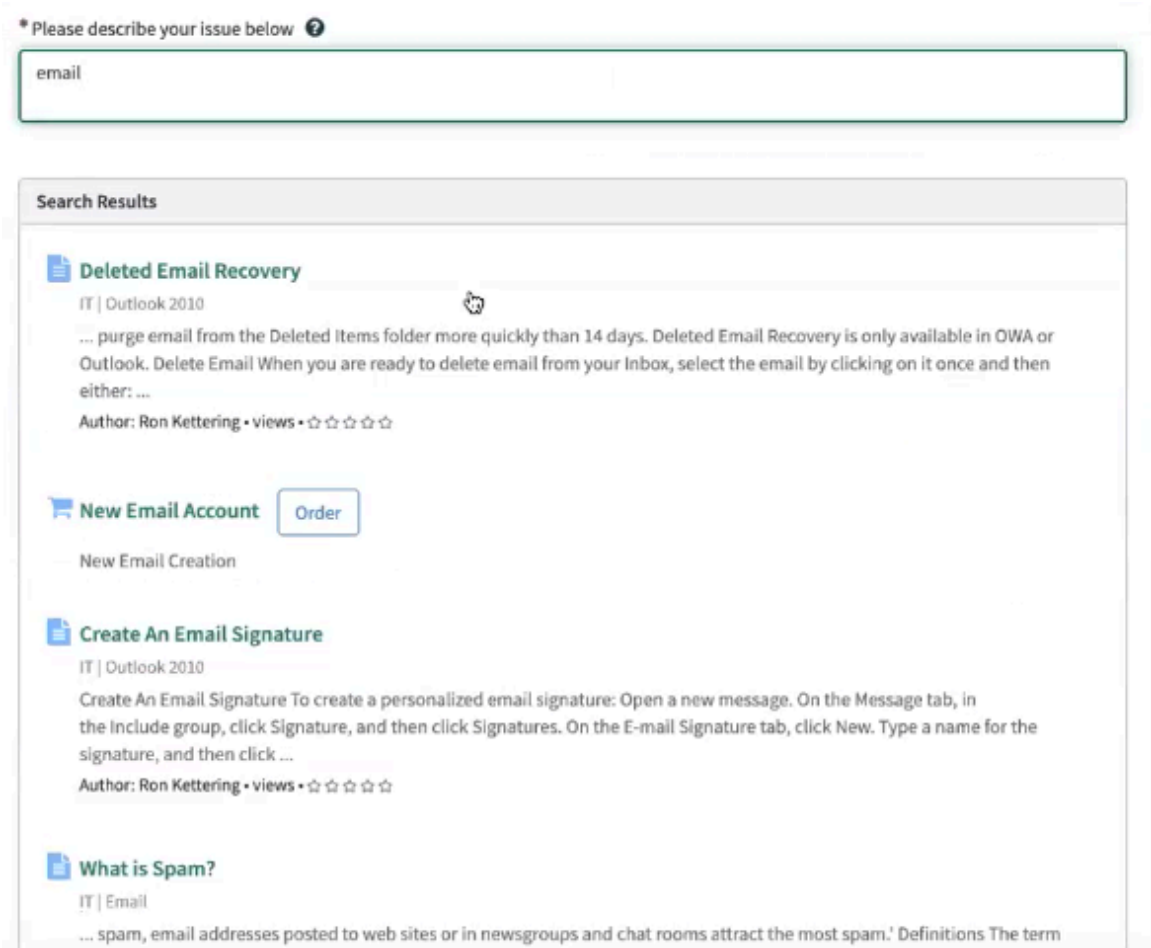 * Please describe your issue below ?
email
Search Results
Deleted Email Recovery
IT | Outlook 2010
... purge email from the Deleted Items folder more quickly than 14 days. Deleted Email Recovery is only available in OWA or
Outlook. Delete Email When you are ready to delete email from your Inbox, select the email by clicking on it once and then
either: ...
Author: Ron Kettering • views • ☆ ☆ ☆ ☆ ☆
New Email Account Order
New Email Creation
Create An Email Signature
IT | Outlook 2010
Create An Email Signature To create a personalized email signature: Open a new message. On the Message tab, in
the Include group, click Signature, and then click Signatures. On the E-mail Signature tab, click New. Type a name for the
signature, and then click ...
Author: Ron Kettering • views • ☆ ☆ ☆ ☆ ☆
What is Spam?
IT | Email
... spam, email addresses posted to web sites or in newsgroups and chat rooms attract the most spam.' Definitions The term